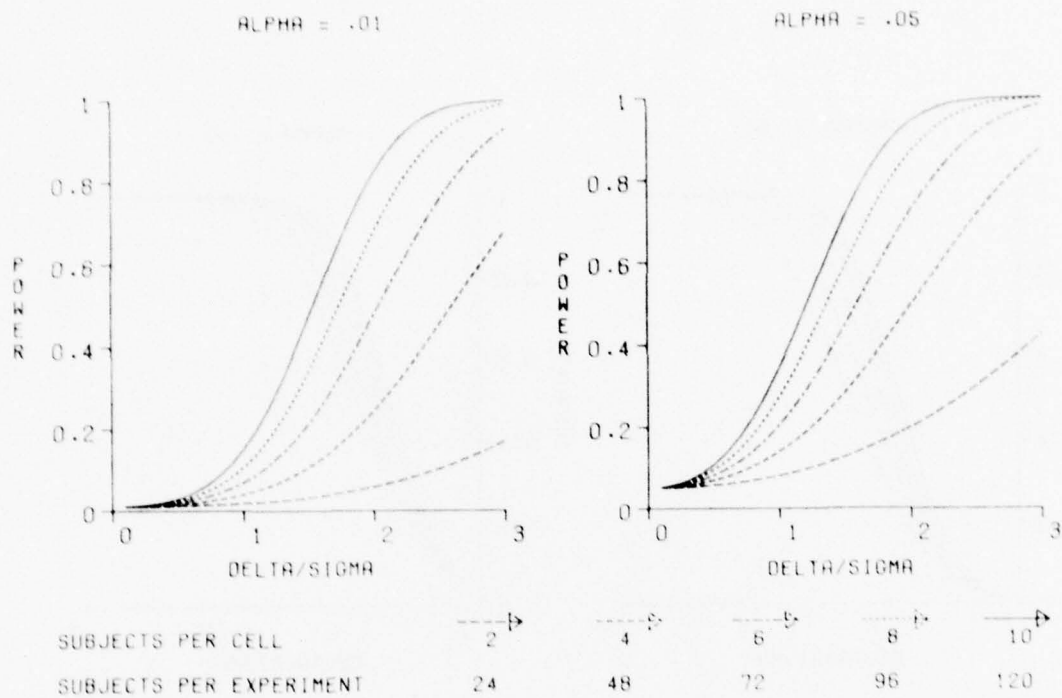 ALPHA = .01
ALPHA = .05
1
0.8
0.6
0.4
0.2
0
POWER
0 1 2 3
DELTA/SIGMA
1
0.8
0.6
0.4
0.2
0
POWER
0 1 2 3
DELTA/SIGMA
SUBJECTS PER CELL 2 4 6 8 10
SUBJECTS PER EXPERIMENT 24 48 72 96 120